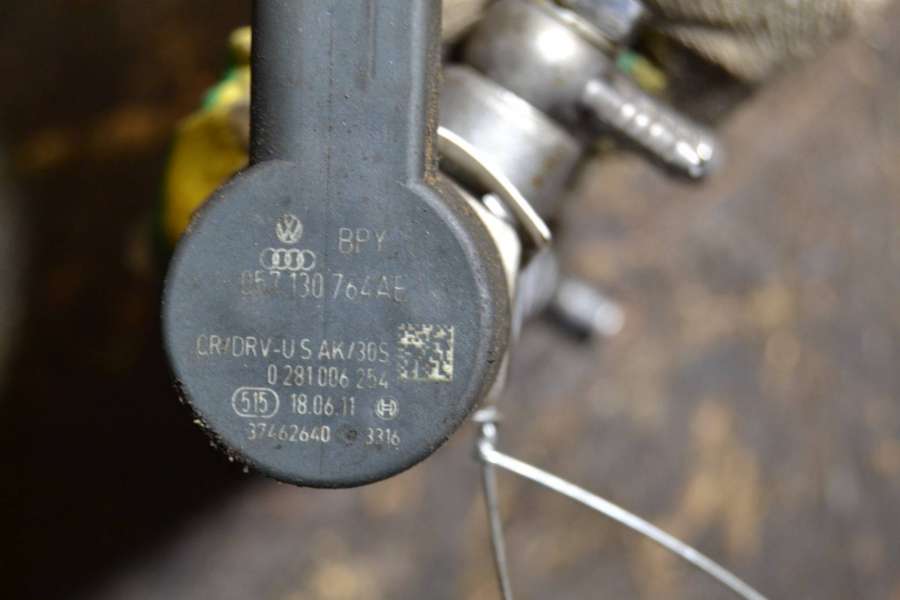 BPY
057 130 764 AE
CR/DRV-U S AK/30S
0 281 006 254
515 18.06.11
37462640 3316